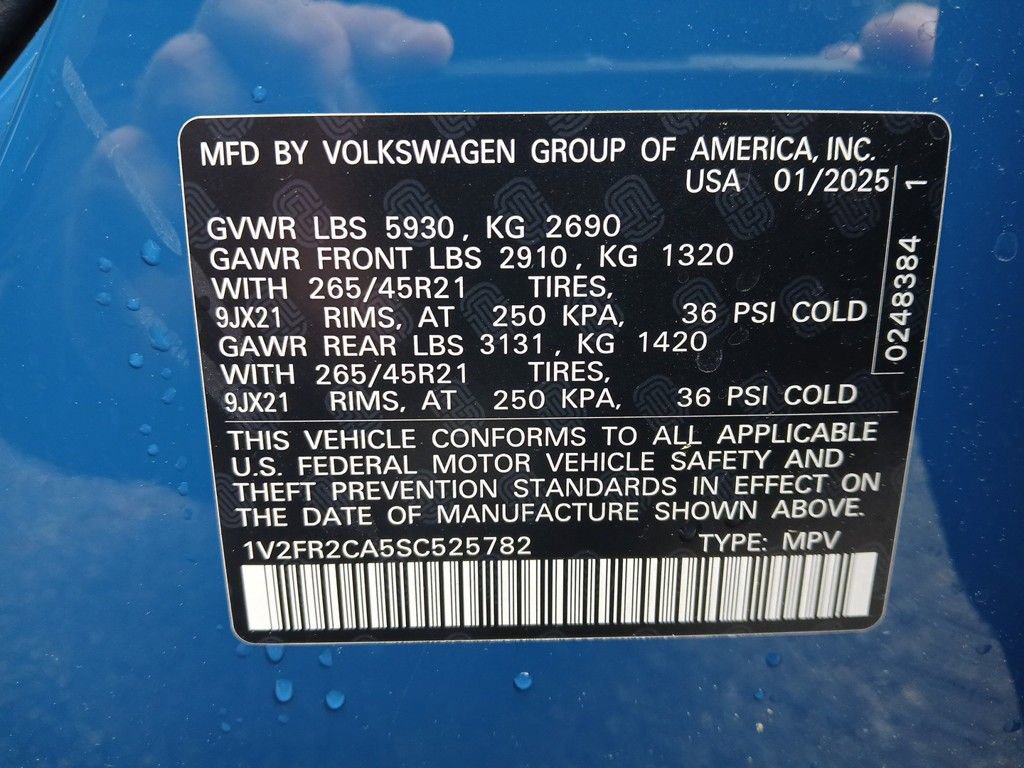 MFD BY VOLKSWAGEN GROUP OF AMERICA, INC.
USA 01/2025
GVWR LBS 5930, KG 2690
GAWR FRONT LBS 2910, KG 1320
WITH 265/45R21 TIRES,
9JX21 RIMS, AT 250 KPA, 36 PSI COLD
GAWR REAR LBS 3131, KG 1420
WITH 265/45R21 TIRES,
9JX21 RIMS, AT 250 KPA, 36 PSI COLD
0248384 1
THIS VEHICLE CONFORMS TO ALL APPLICABLE
U.S. FEDERAL MOTOR VEHICLE SAFETY AND
THEFT PREVENTION STANDARDS IN EFFECT ON
THE DATE OF MANUFACTURE SHOWN ABOVE.
1V2FR2CA5SC525782 TYPE: MPV